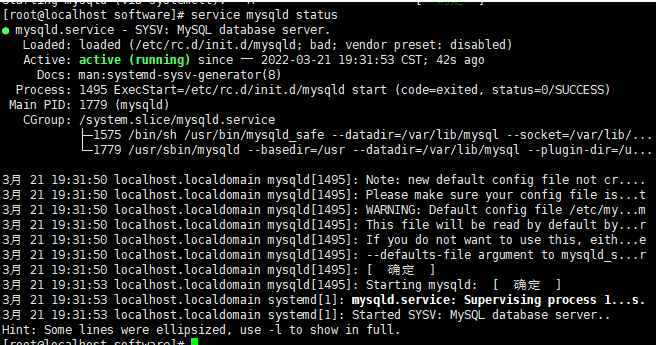 [root@localhost software]# service mysqld status
● mysqld.service - SYSV: MySQL database server.
   Loaded: loaded (/etc/rc.d/init.d/mysqld; bad; vendor preset: disabled)
   Active: active (running) since 一 2022-03-21 19:31:53 CST; 42s ago
     Docs: man:systemd-sysv-generator(8)
  Process: 1495 ExecStart=/etc/rc.d/init.d/mysqld start (code=exited, status=0/SUCCESS)
 Main PID: 1779 (mysqld)
   CGroup: /system.slice/mysqld.service
           ├─1575 /bin/sh /usr/bin/mysqld_safe --datadir=/var/lib/mysql --socket=/var/lib/...
           └─1779 /usr/sbin/mysqld --basedir=/usr --datadir=/var/lib/mysql --plugin-dir=/u...

3月 21 19:31:50 localhost.localdomain mysqld[1495]: Note: new default config file not cr....
3月 21 19:31:50 localhost.localdomain mysqld[1495]: Please make sure your config file is...t
3月 21 19:31:50 localhost.localdomain mysqld[1495]: WARNING: Default config file /etc/my...m
3月 21 19:31:50 localhost.localdomain mysqld[1495]: This file will be read by default by...r
3月 21 19:31:50 localhost.localdomain mysqld[1495]: If you do not want to use this, eith...e
3月 21 19:31:50 localhost.localdomain mysqld[1495]: --defaults-file argument to mysqld_s...r
3月 21 19:31:50 localhost.localdomain mysqld[1495]: [  确定  ]
3月 21 19:31:53 localhost.localdomain mysqld[1495]: Starting mysqld:  [  确定  ]
3月 21 19:31:53 localhost.localdomain systemd[1]: mysqld.service: Supervising process 1...s.
3月 21 19:31:53 localhost.localdomain systemd[1]: Started SYSV: MySQL database server..
Hint: Some lines were ellipsized, use -l to show in full.
[root@localhost software]#